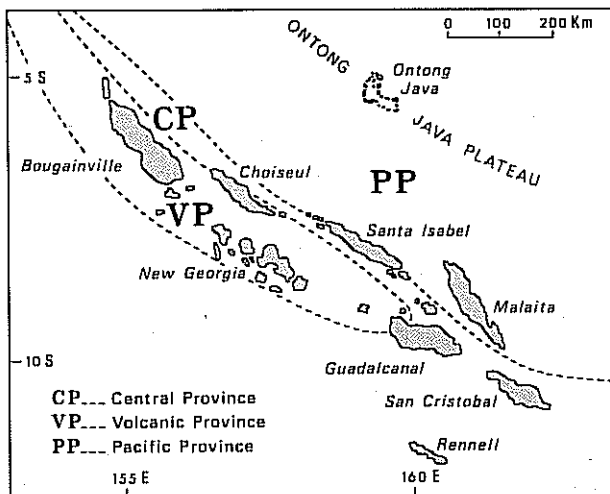 0 100 200 Km
ONTONG JAVA PLATEAU
Ontong
Java
5 S
CP
Bougainville
Choiseul
PP
VP
Santa Isabel
New Georgia
Malaita
10 S
Guadalcanal
CP--- Central Province
VP--- Volcanic Province
PP--- Pacific Province
San Cristobal
Rennell
155 E
160 E